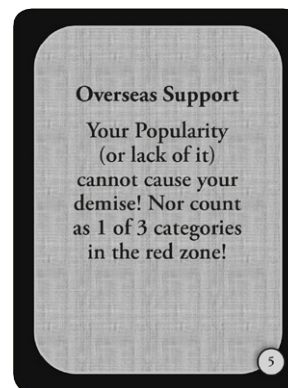 Overseas Support
Your Popularity
(or lack of it)
cannot cause your
demise! Nor count
as 1 of 3 categories
in the red zone!
5